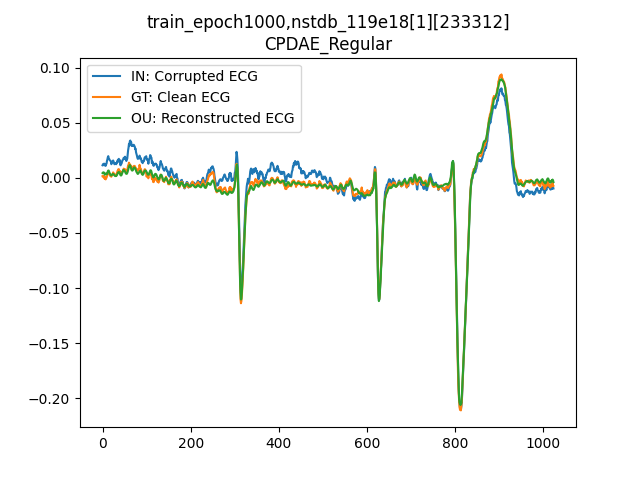 train_epoch1000,nstdb_119e18[1][233312]
CPDAE_Regular
IN: Corrupted ECG
GT: Clean ECG
OU: Reconstructed ECG
0.10
0.05
0.00
−0.05
−0.10
−0.15
−0.20
0 200 400 600 800 1000